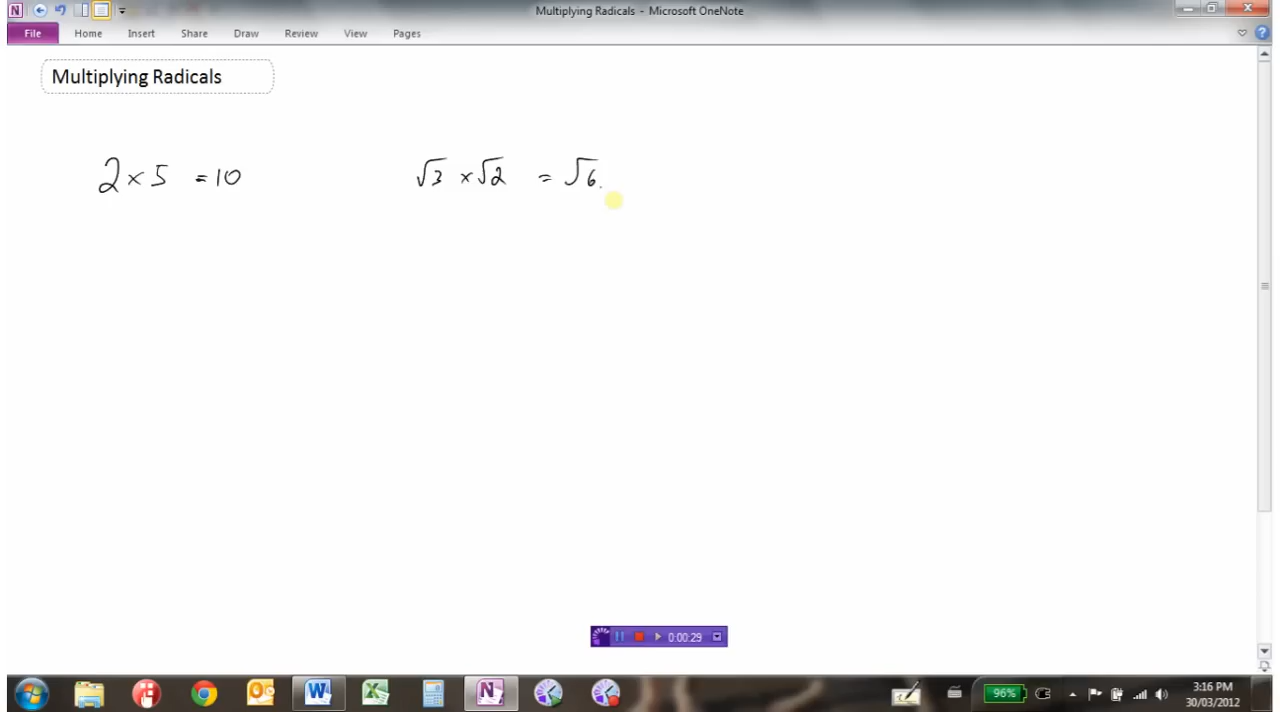 Multiplying Radicals - Microsoft OneNote
File Home Insert Share Draw Review View Pages
Multiplying Radicals
2 × 5 = 10 √3 × √2 = √6
0:00:29
96% 3:16 PM
30/03/2012